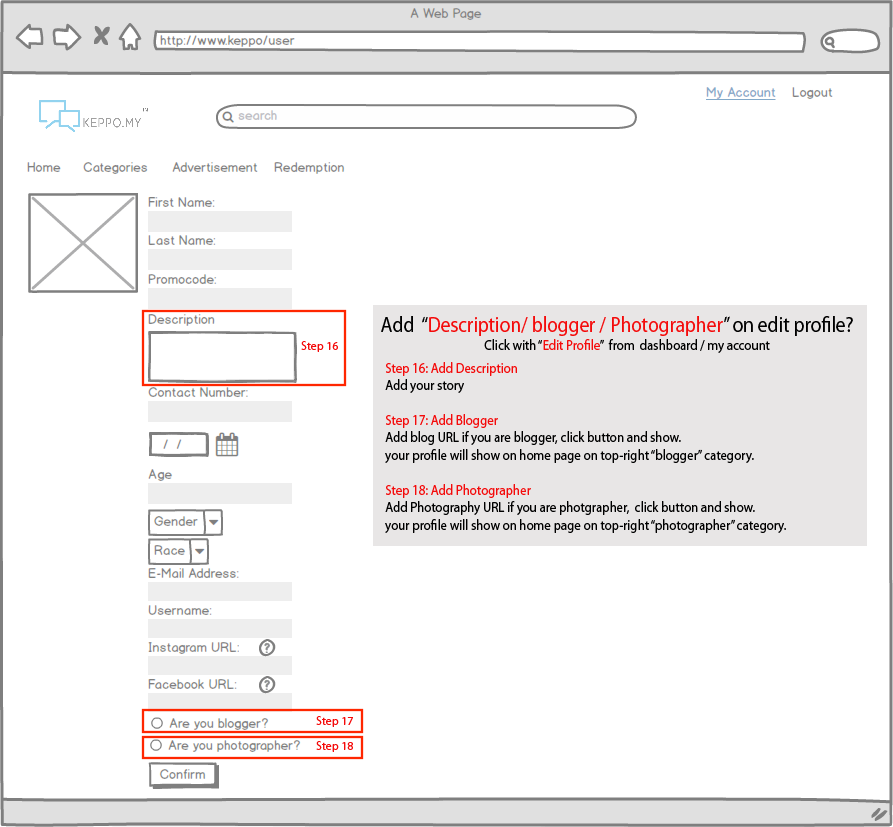 A Web Page
http://www.keppo/user
My Account Logout
KEPPO.MY
search
Home Categories Advertisement Redemption
First Name:
Last Name:
Promocode:
Description
Step 16
Contact Number:
/ /
Age
Gender
Race
E-Mail Address:
Username:
Instagram URL: ?
Facebook URL: ?
Are you blogger? Step 17
Are you photographer? Step 18
Confirm
Add “Description/ blogger / Photographer” on edit profile?
Click with “Edit Profile” from dashboard / my account
Step 16: Add Description
Add your story
Step 17: Add Blogger
Add blog URL if you are blogger, click button and show.
your profile will show on home page on top-right “blogger” category.
Step 18: Add Photographer
Add Photography URL if you are photgrapher, click button and show.
your profile will show on home page on top-right “photographer” category.